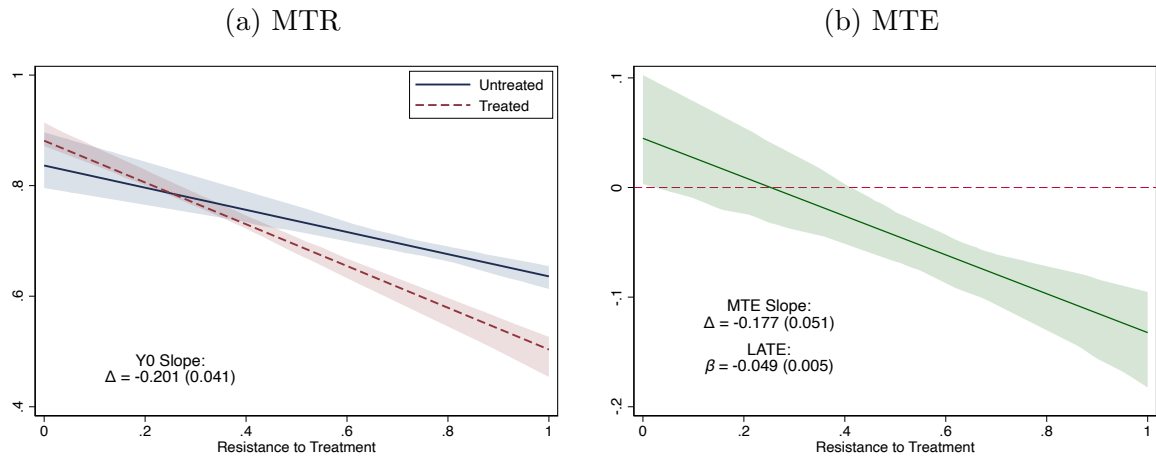 (a) MTR
1
.8
.6
.4
Untreated
Treated
Y0 Slope:
Δ = -0.201 (0.041)
0 .2 .4 .6 .8 1
Resistance to Treatment
(b) MTE
.1
0
-.1
-.2
MTE Slope:
Δ = -0.177 (0.051)
LATE:
β = -0.049 (0.005)
0 .2 .4 .6 .8 1
Resistance to Treatment